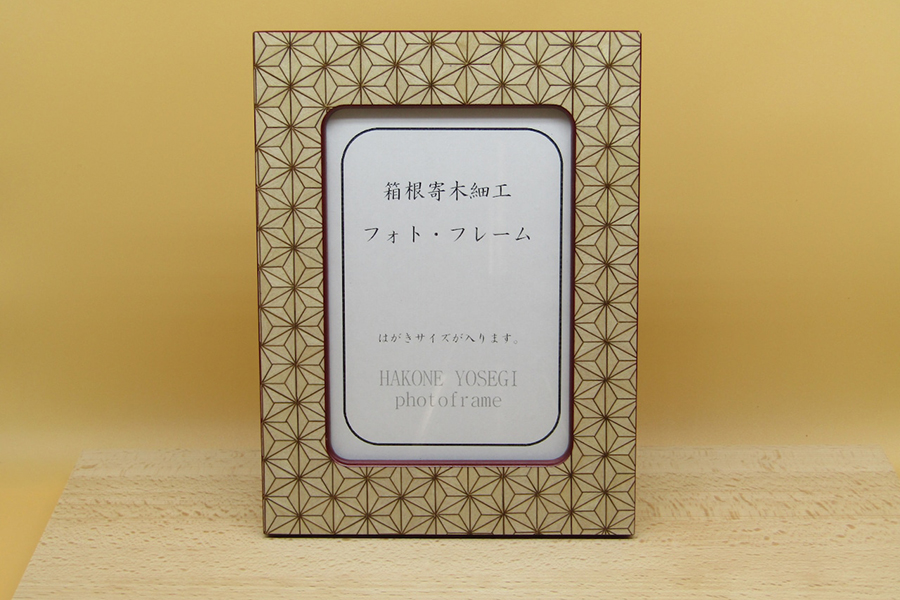 箱根寄木細工
フォト・フレーム
はがきサイズが入ります。
HAKONE YOSEGI
photoframe